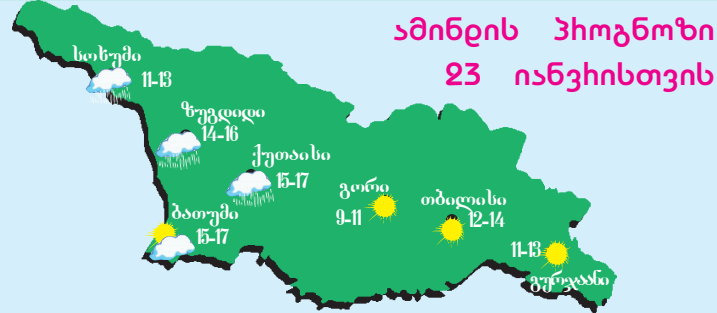 ამინდის პროგნოზი
23 იანვრისთვის
სოხუმი
11-13
ზუგდიდი
14-16
ქუთაისი
15-17
გორი
9-11
თბილისი
12-14
ბათუმი
15-17
11-13
გურჯაანი